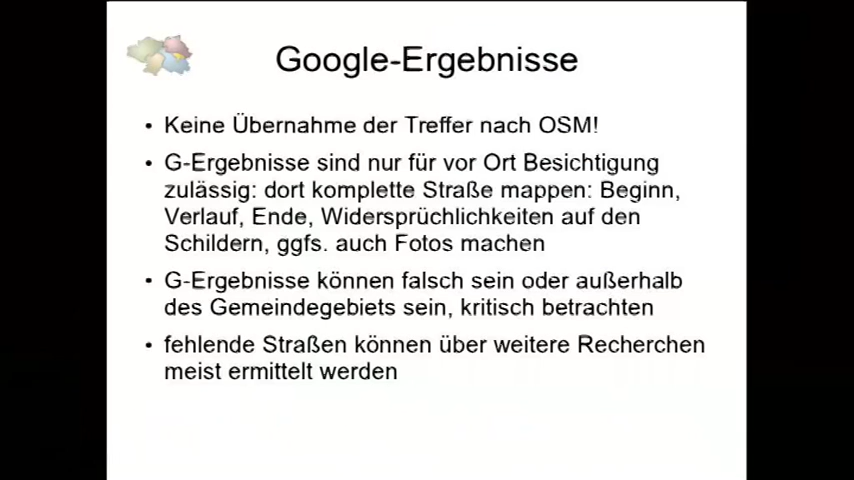 Google-Ergebnisse
• Keine Übernahme der Treffer nach OSM!
• G-Ergebnisse sind nur für vor Ort Besichtigung
zulässig: dort komplette Straße mappen: Beginn,
Verlauf, Ende, Widersprüchlichkeiten auf den
Schildern, ggfs. auch Fotos machen
• G-Ergebnisse können falsch sein oder außerhalb
des Gemeindegebiets sein, kritisch betrachten
• fehlende Straßen können über weitere Recherchen
meist ermittelt werden